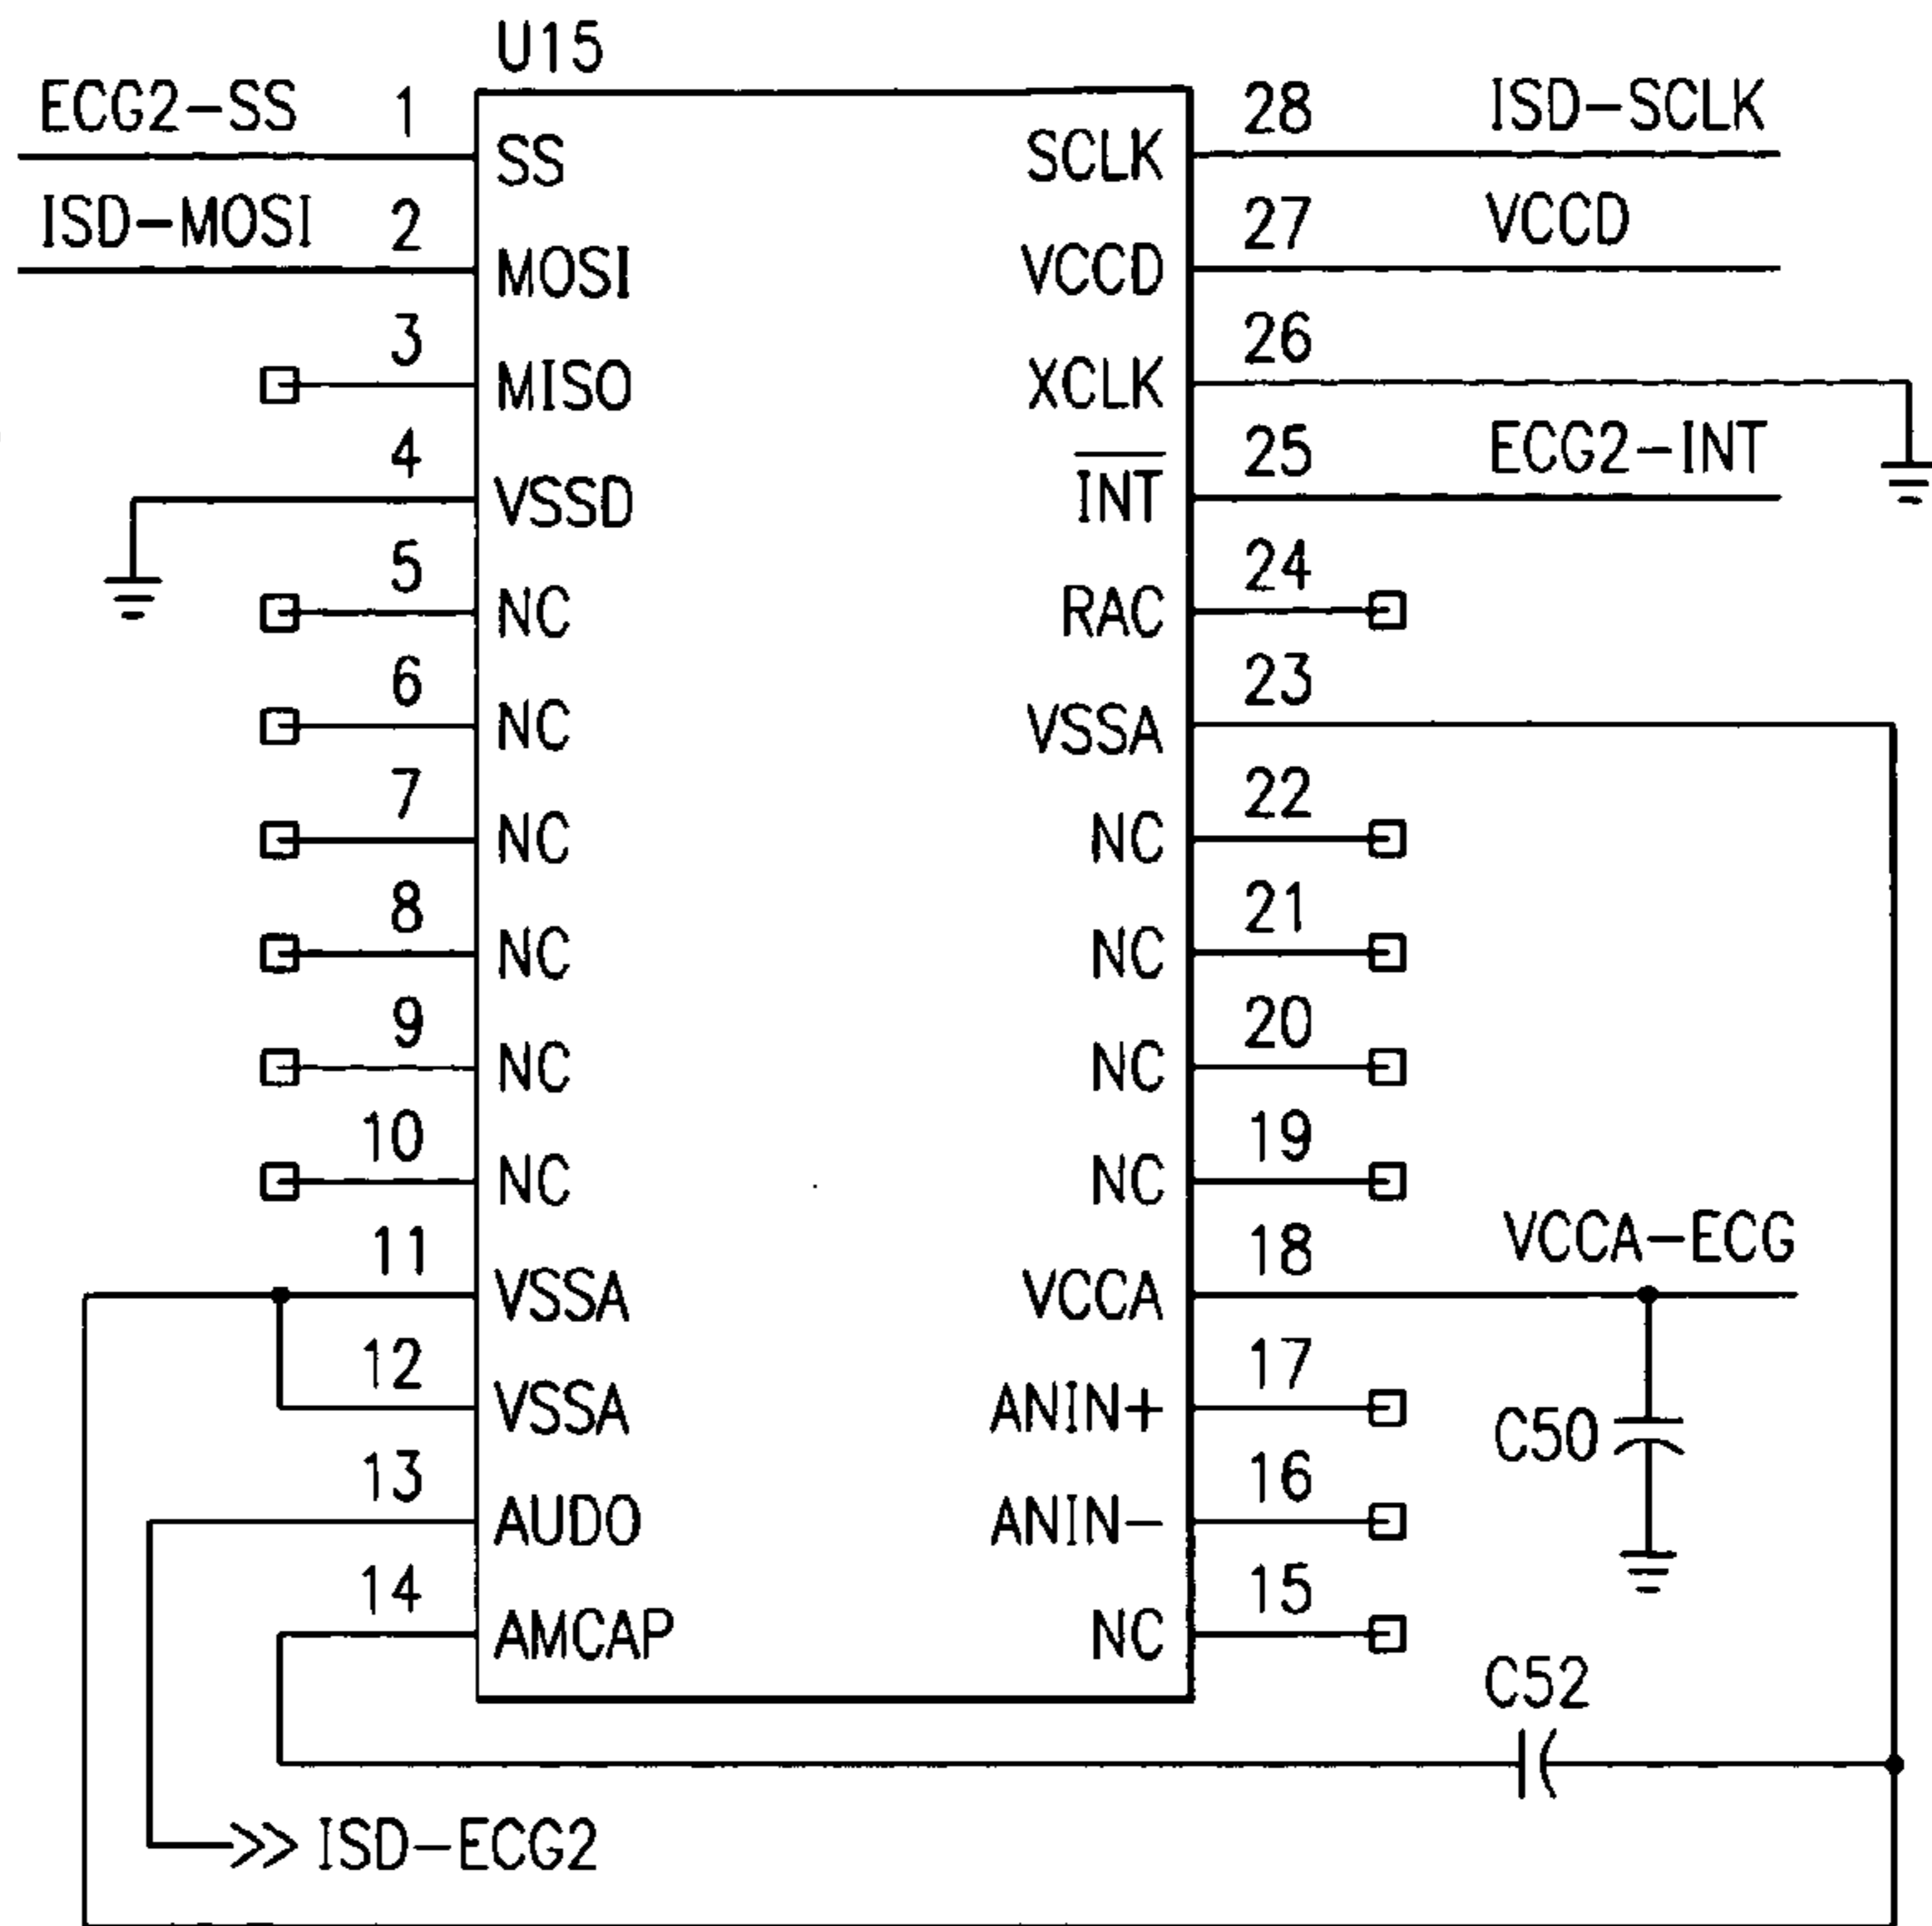 U15
ECG2-SS 1 SS SCLK 28 ISD-SCLK
ISD-MOSI 2 MOSI VCCD 27 VCCD
3 MISO XCLK 26
4 VSSD INT 25 ECG2-INT
5 NC RAC 24
6 NC VSSA 23
7 NC NC 22
8 NC NC 21
9 NC NC 20
10 NC NC 19
11 VSSA VCCA 18 VCCA-ECG
12 VSSA ANIN+ 17
C50
13 AUDO ANIN- 16
14 AMCAP NC 15
C52
ISD-ECG2